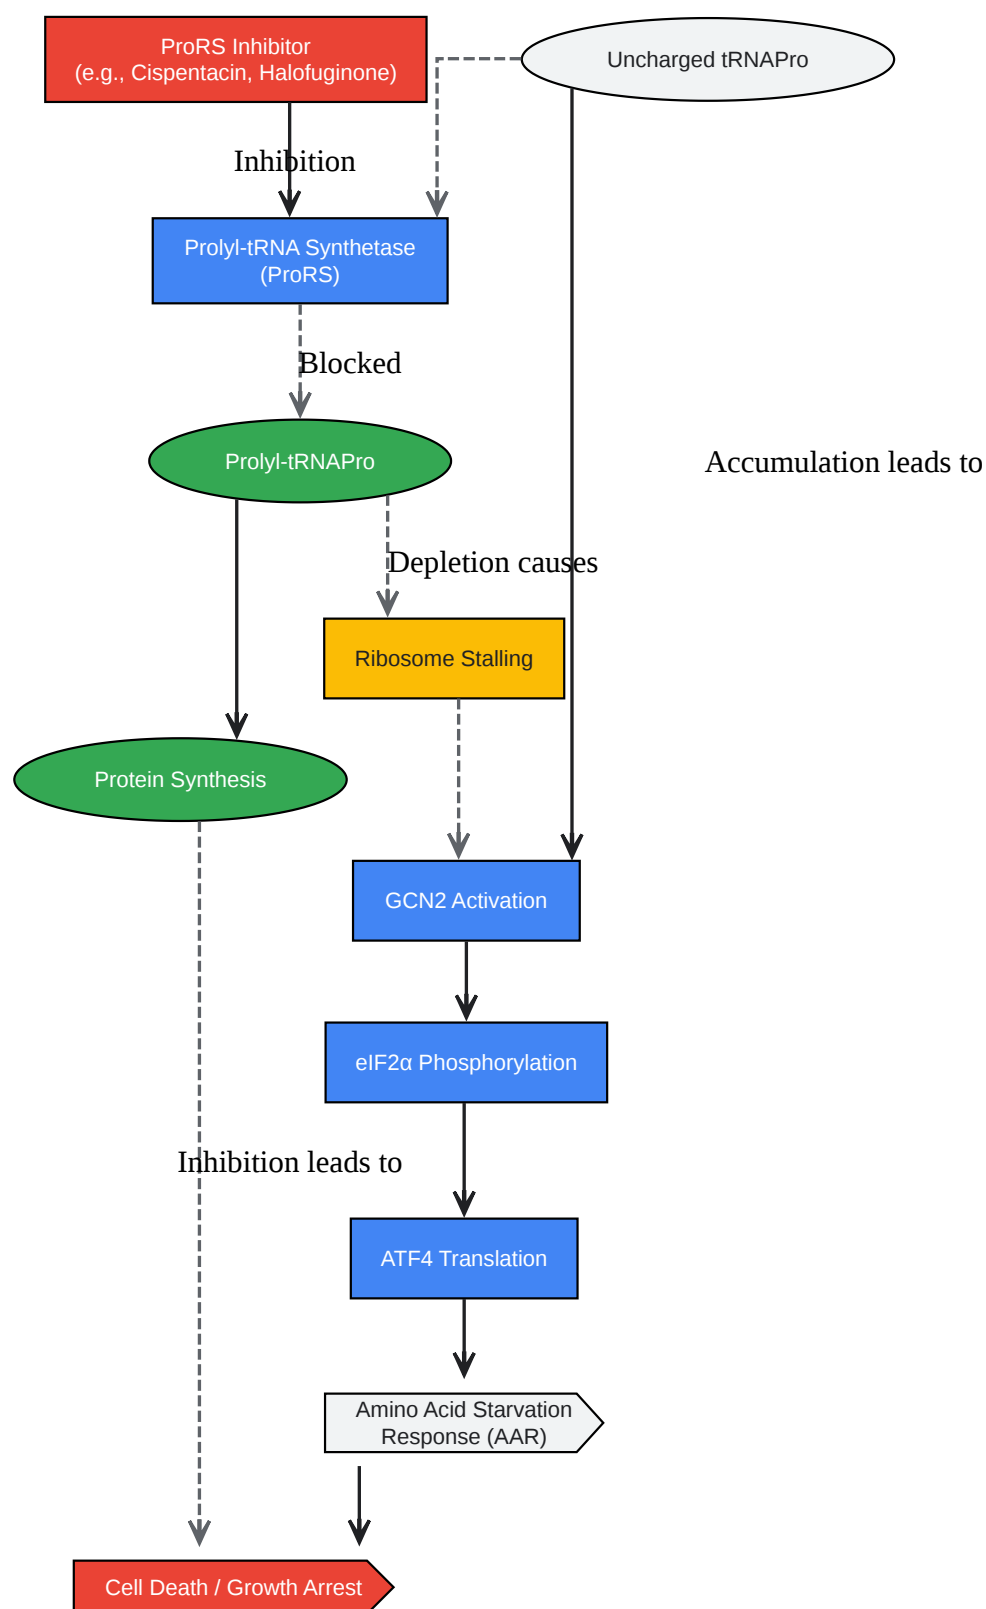 ProRS Inhibitor
(e.g., Cispentacin, Halofuginone)
Uncharged tRNAPro
Inhibition
Prolyl-tRNA Synthetase
(ProRS)
Blocked
Prolyl-tRNAPro
Accumulation leads to
Depletion causes
Ribosome Stalling
Protein Synthesis
GCN2 Activation
eIF2α Phosphorylation
Inhibition leads to
ATF4 Translation
Amino Acid Starvation
Response (AAR)
Cell Death / Growth Arrest